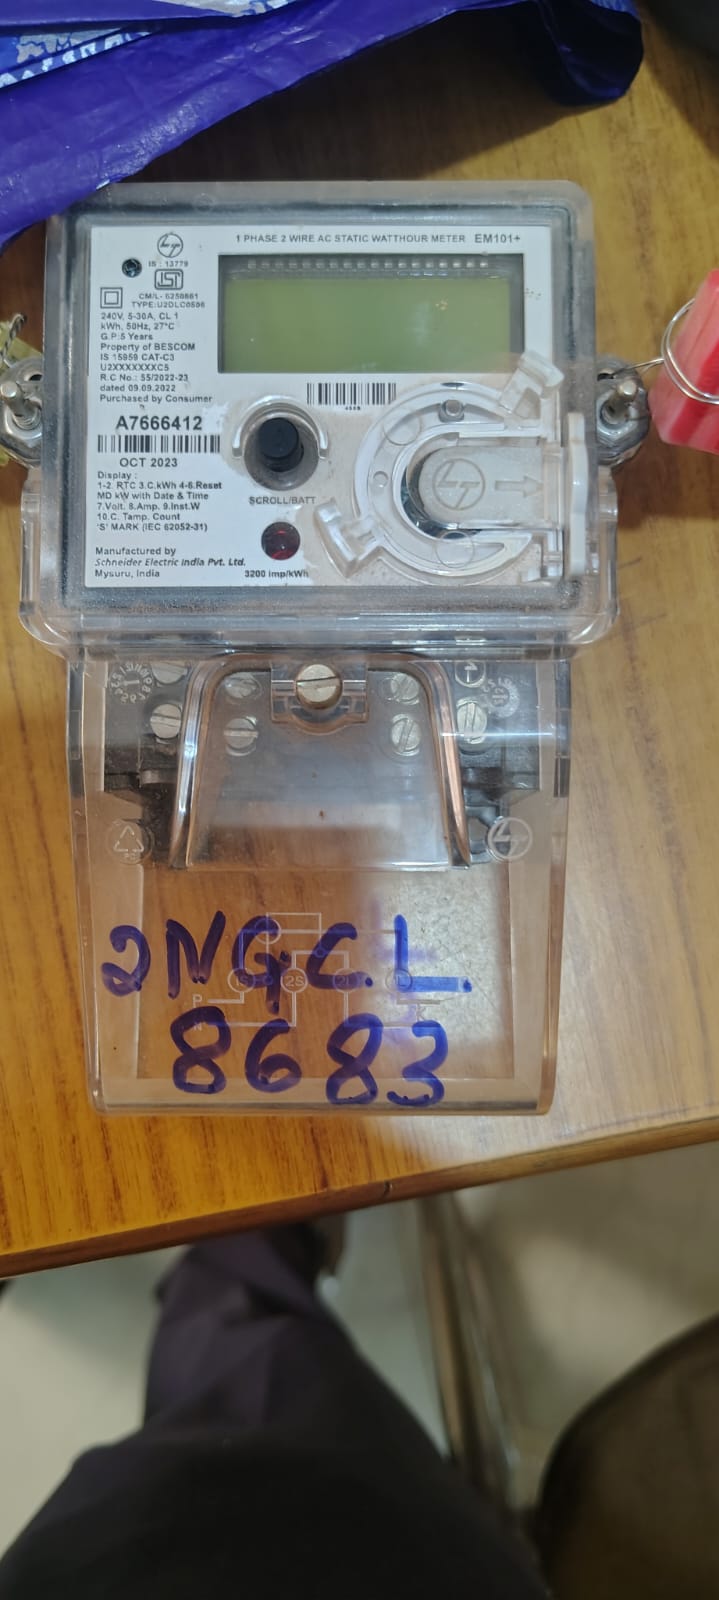 1 PHASE 2 WIRE AC STATIC WATTHOUR METER EM101+
IS : 13779
CM/L- 6250861
TYPE:U2DLC0506
240V, 5-30A, CL 1
kWh, 50Hz, 27°C
G.P:5 Years
Property of BESCOM
IS 15959 CAT-C3
U2XXXXXXXC5
R.C No.: 55/2022-23
dated 09.09.2022
Purchased by Consumer
A7666412
OCT 2023
Display :
1-2. RTC 3.C.kWh 4-6.Reset
MD kW with Date & Time
7.Volt. 8.Amp. 9.Inst.W
10.C. Tamp. Count
'S' MARK (IEC 62052-31)
Manufactured by
Schneider Electric India Pvt. Ltd.
Mysuru, India
SCROLL/BATT
3200 imp/kWh
2NGCL
8683
2S
P